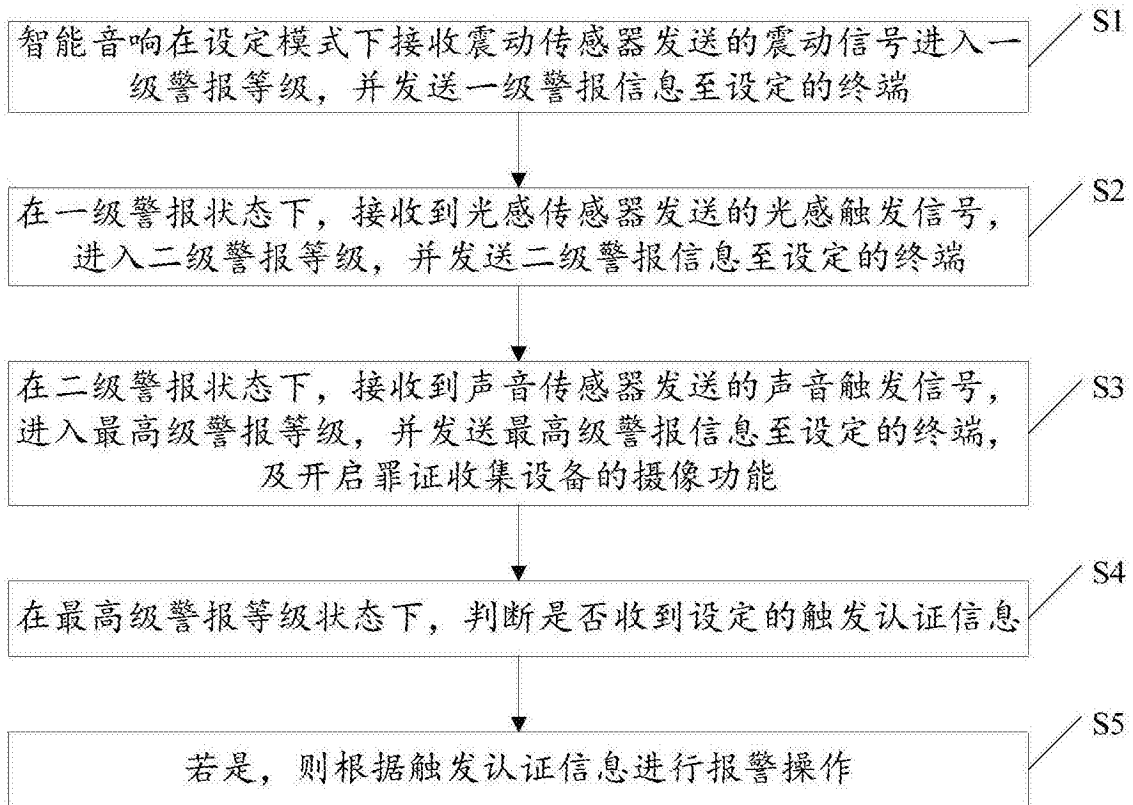 S1
智能音响在设定模式下接收震动传感器发送的震动信号进入一
级警报等级，并发送一级警报信息至设定的终端
S2
在一级警报状态下，接收到光感传感器发送的光感触发信号，
进入二级警报等级，并发送二级警报信息至设定的终端
S3
在二级警报状态下，接收到声音传感器发送的声音触发信号，
进入最高级警报等级，并发送最高级警报信息至设定的终端，
及开启罪证收集设备的摄像功能
S4
在最高级警报等级状态下，判断是否收到设定的触发认证信息
S5
若是，则根据触发认证信息进行报警操作